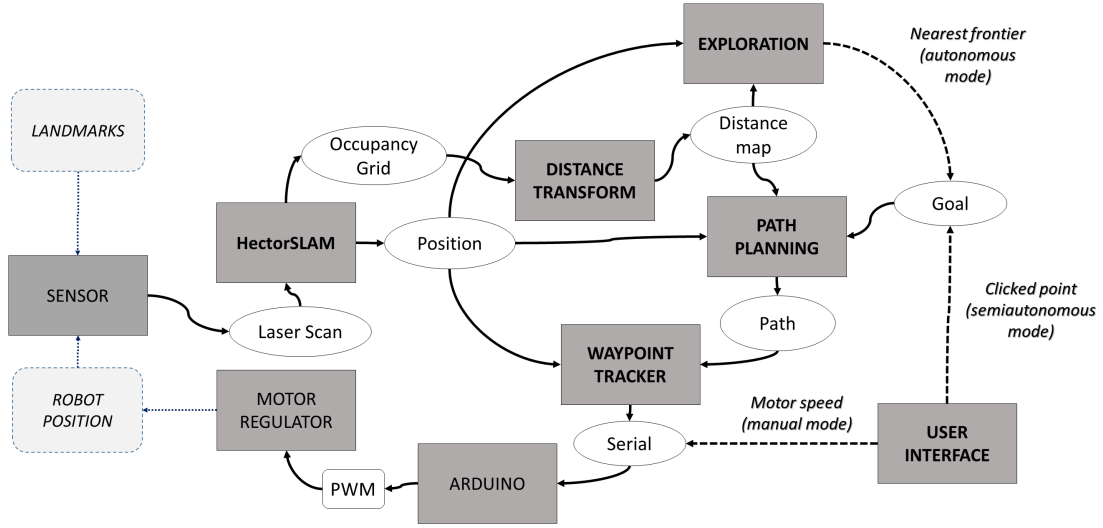 EXPLORATION
Nearest frontier
(autonomous
mode)
LANDMARKS
Occupancy
Grid
Distance
map
DISTANCE
TRANSFORM
Goal
HectorSLAM
Position
PATH
PLANNING
SENSOR
Laser Scan
Path
Clicked point
(semiautonomous
mode)
WAYPOINT
TRACKER
ROBOT
POSITION
MOTOR
REGULATOR
Motor speed
(manual mode)
Serial
USER
INTERFACE
PWM
ARDUINO